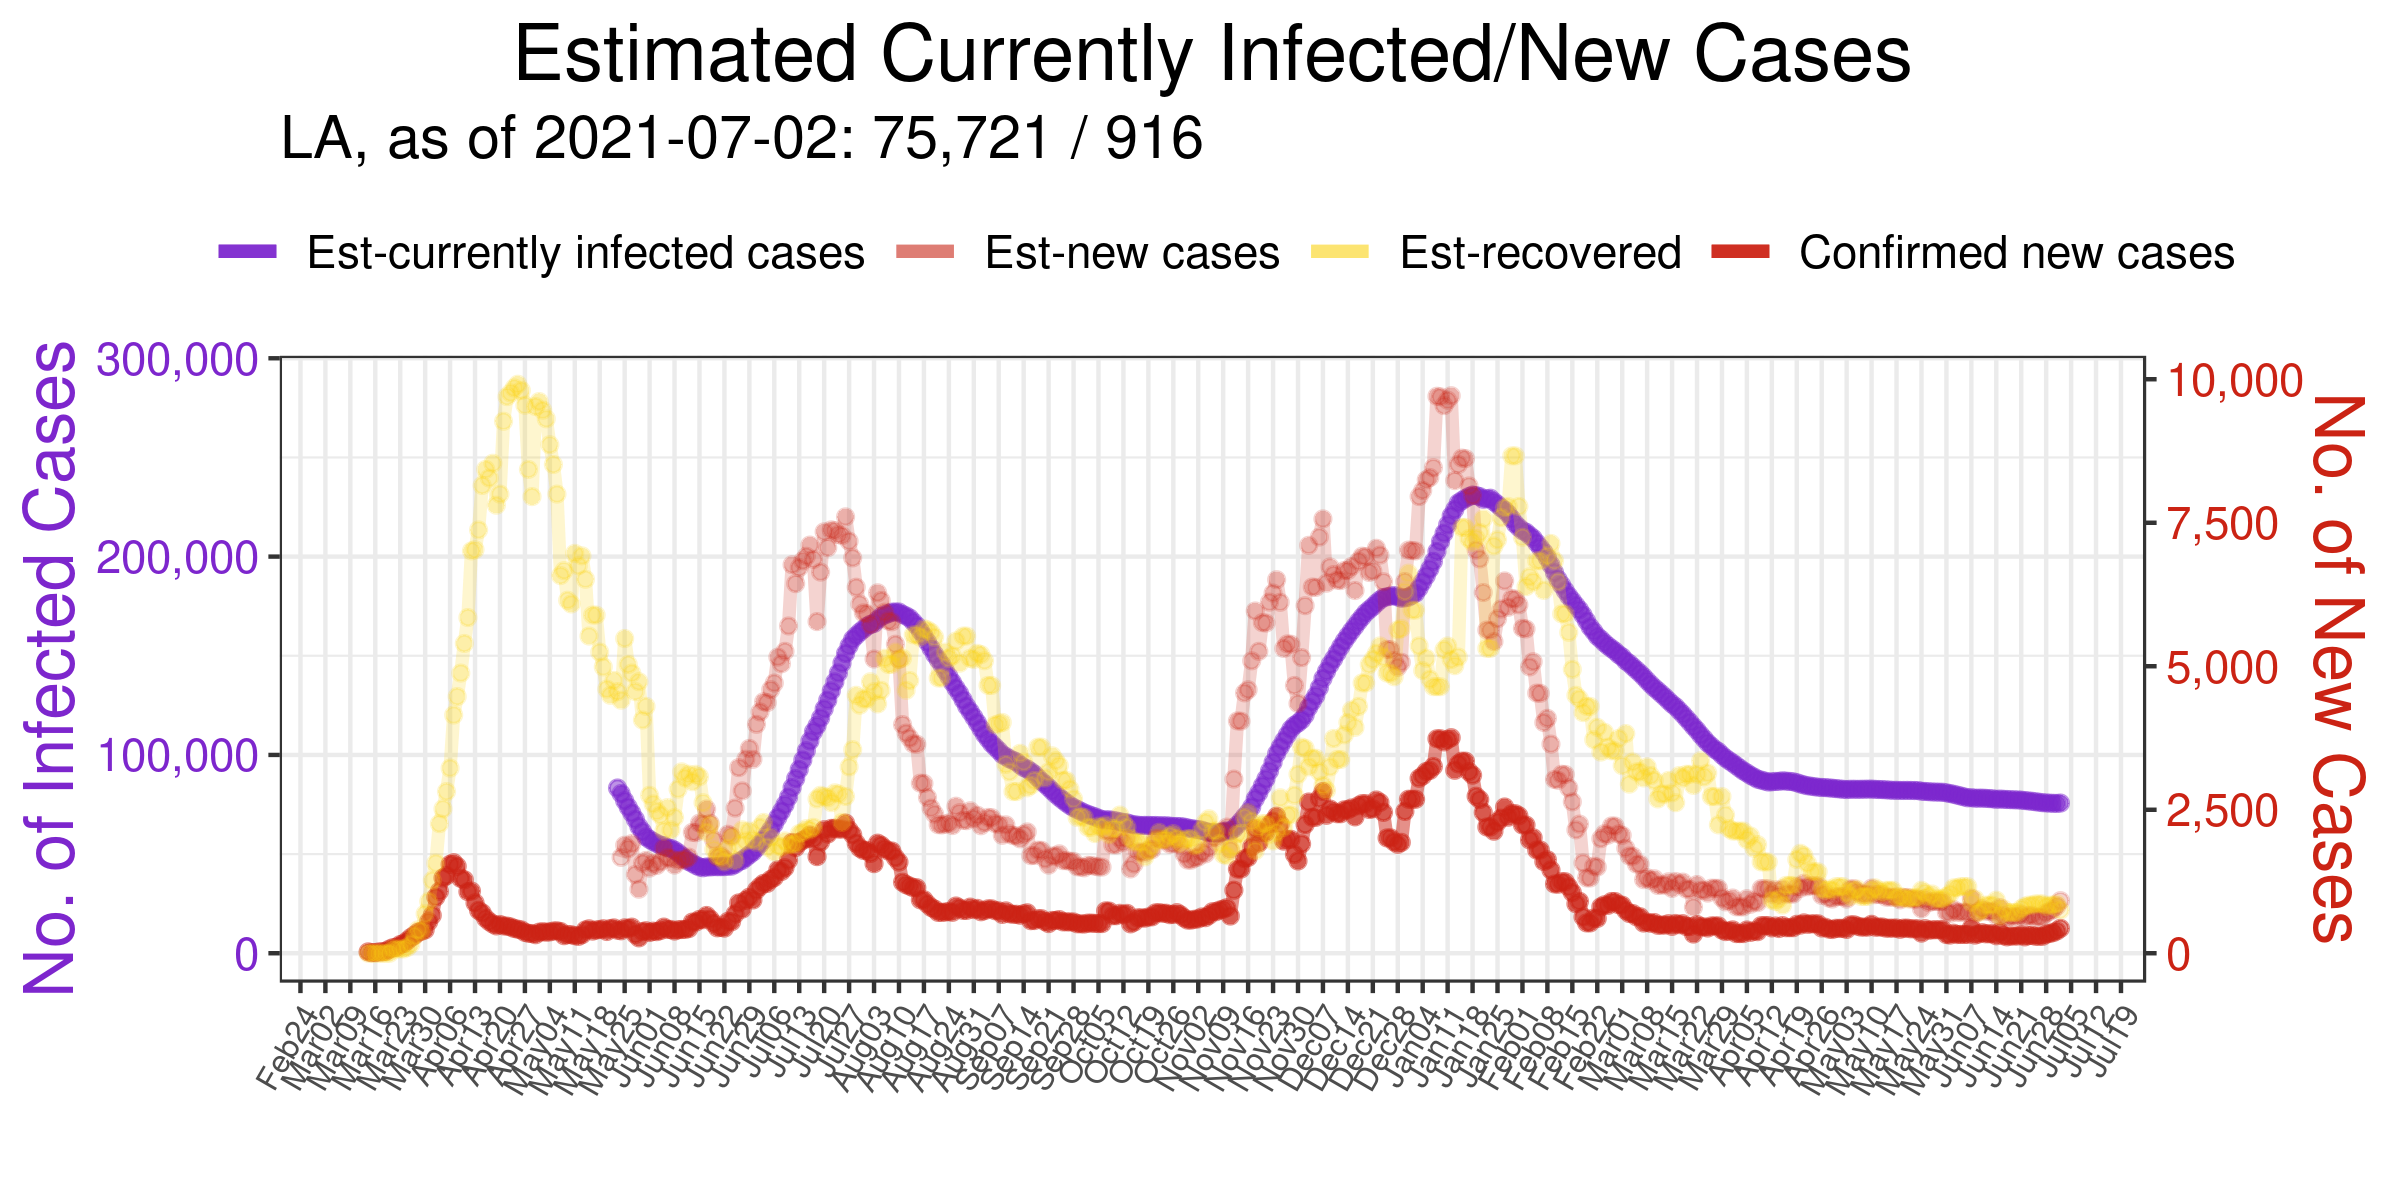 Estimated Currently Infected/New Cases
LA, as of 2021-07-02: 75,721 / 916
Est-currently infected cases
Est-new cases
Est-recovered
Confirmed new cases
No. of Infected Cases
300,000
200,000
100,000
0
10,000
7,500
5,000
2,500
0
No. of New Cases
Feb24
Mar02
Mar09
Mar16
Mar23
Mar30
Apr06
Apr13
Apr20
Apr27
May04
May11
May18
May25
Jun01
Jun08
Jun15
Jun22
Jun29
Jul06
Jul13
Jul20
Jul27
Aug03
Aug10
Aug17
Aug24
Aug31
Sep07
Sep14
Sep21
Sep28
Oct05
Oct12
Oct19
Oct26
Nov02
Nov09
Nov16
Nov23
Nov30
Dec07
Dec14
Dec21
Dec28
Jan04
Jan11
Jan18
Jan25
Feb01
Feb08
Feb15
Feb22
Mar01
Mar08
Mar15
Mar22
Mar29
Apr05
Apr12
Apr19
Apr26
May03
May10
May17
May24
May31
Jun07
Jun14
Jun21
Jun28
Jul05
Jul12
Jul19